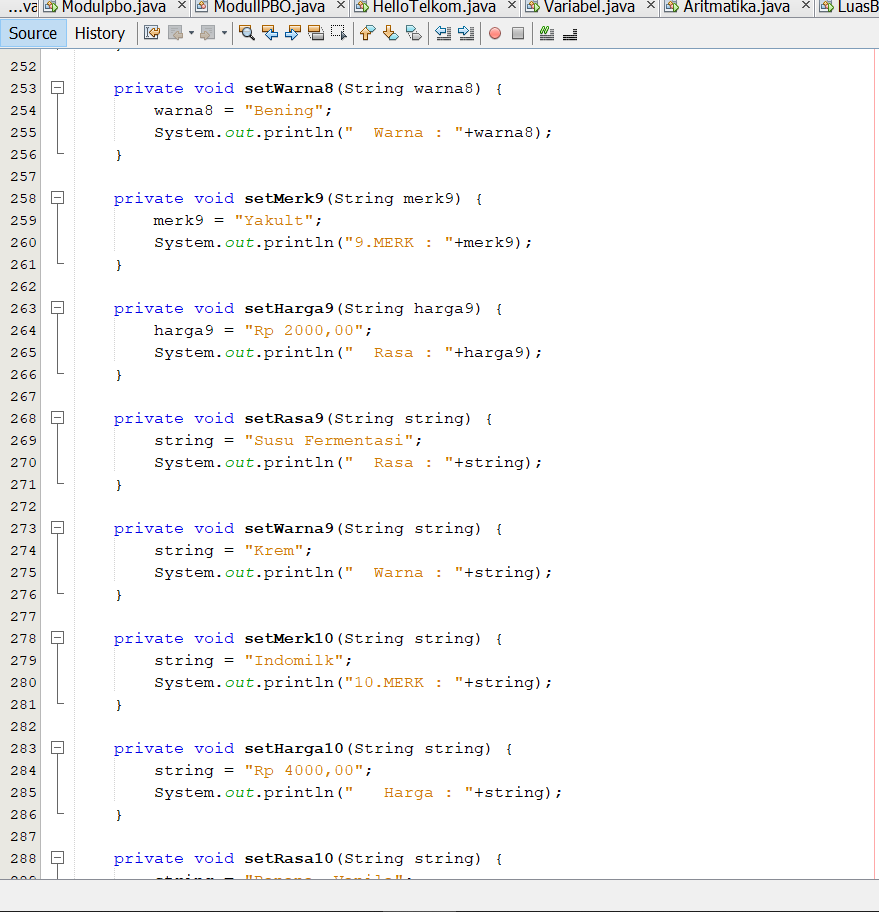 ...va Modulpbo.java × ModulIPBO.java × HelloTelkom.java × Variabel.java × Aritmatika.java × LuasB
Source History
252
253 private void setWarna8(String warna8) {
254 warna8 = "Bening";
255 System.out.println("  Warna : "+warna8);
256 }
257
258 private void setMerk9(String merk9) {
259 merk9 = "Yakult";
260 System.out.println("9.MERK : "+merk9);
261 }
262
263 private void setHarga9(String harga9) {
264 harga9 = "Rp 2000,00";
265 System.out.println("  Rasa : "+harga9);
266 }
267
268 private void setRasa9(String string) {
269 string = "Susu Fermentasi";
270 System.out.println("  Rasa : "+string);
271 }
272
273 private void setWarna9(String string) {
274 string = "Krem";
275 System.out.println("  Warna : "+string);
276 }
277
278 private void setMerk10(String string) {
279 string = "Indomilk";
280 System.out.println("10.MERK : "+string);
281 }
282
283 private void setHarga10(String string) {
284 string = "Rp 4000,00";
285 System.out.println("   Harga : "+string);
286 }
287
288 private void setRasa10(String string) {